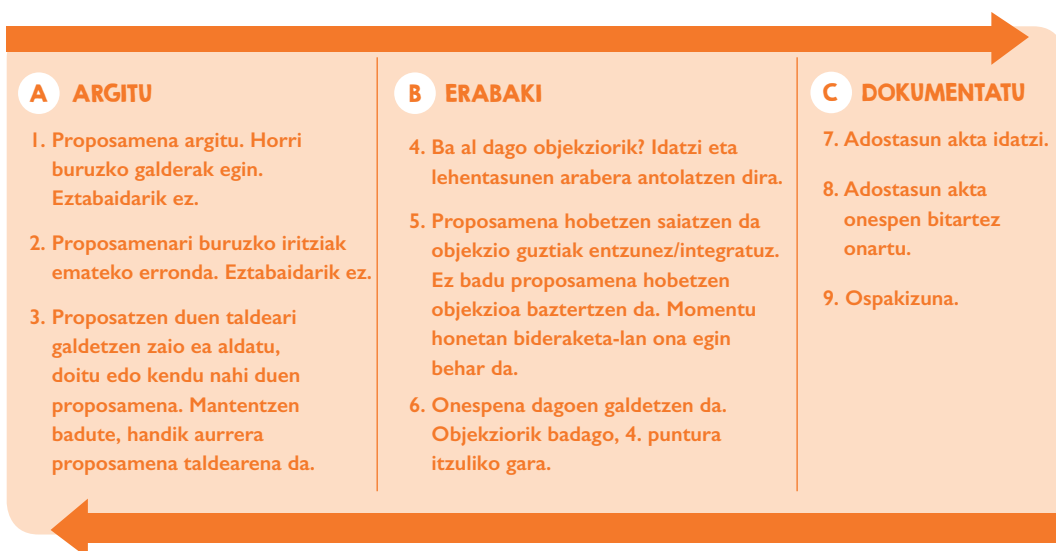 A ARGITU
1. Proposamena argitu. Horri
buruzko galderak egin.
Eztabaidarik ez.
2. Proposamenari buruzko iritziak
emateko erronda. Eztabaidarik ez.
3. Proposatzen duen taldeari
galdetzen zaio ea aldatu,
doitu edo kendu nahi duen
proposamena. Mantentzen
badute, handik aurrera
proposamena taldearena da.
B ERABAKI
4. Ba al dago objekziorik? Idatzi eta
lehentasunen arabera antolatzen dira.
5. Proposamena hobetzen saiatzen da
objekzio guztiak entzunez/integratuz.
Ez badu proposamena hobetzen
objekzioa baztertzen da. Momentu
honetan bideraketa-lan ona egin
behar da.
6. Onespena dagoen galdetzen da.
Objekziorik badago, 4. puntura
itzuliko gara.
C DOKUMENTATU
7. Adostasun akta idatzi.
8. Adostasun akta
onespen bitartez
onartu.
9. Ospakizuna.